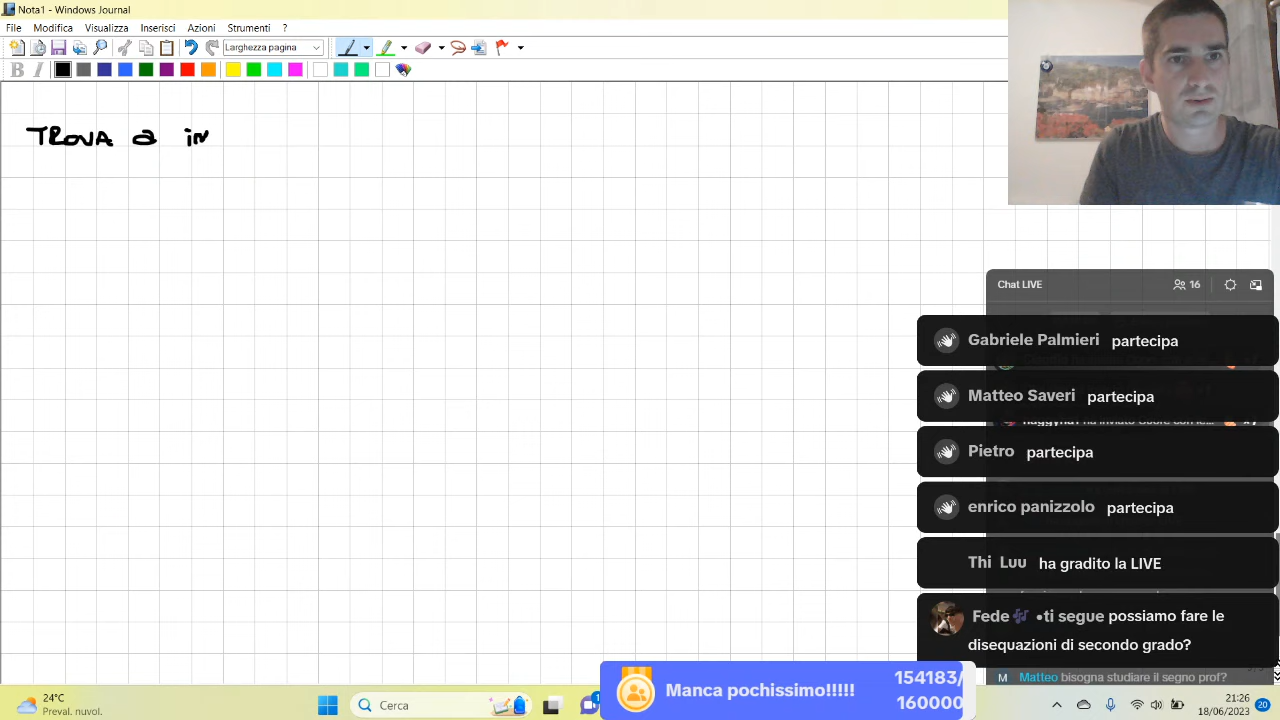 Nota1 - Windows Journal
File Modifica Visualizza Inserisci Azioni Strumenti ?
Larghezza pagina
B I
TROVA a in
Chat LIVE 16
Gabriele Palmieri partecipa
Matteo Saveri partecipa
Pietro partecipa
enrico panizzolo partecipa
Thi Luu ha gradito la LIVE
Fede 🎶 •ti segue possiamo fare le
disequazioni di secondo grado?
M Matteo bisogna studiare il segno prof?
Manca pochissimo!!!!! 154183/
160000
24°C
Preval. nuvol.
Cerca
21:26
18/06/2023
20